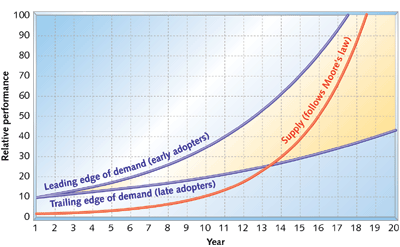 100
90
80
70
60
50
40
30
20
10
0
Relative performance
Leading edge of demand (early adopters)
Trailing edge of demand (late adopters)
Supply (follows Moore's law)
1 2 3 4 5 6 7 8 9 10 11 12 13 14 15 16 17 18 19 20
Year